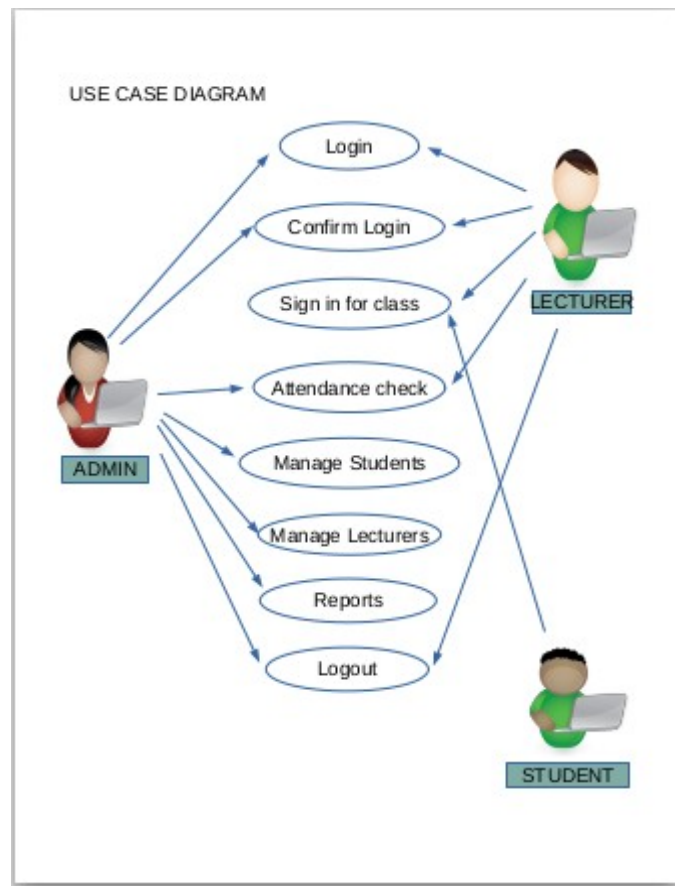 USE CASE DIAGRAM
Login
Confirm Login
Sign in for class
LECTURER
Attendance check
ADMIN
Manage Students
Manage Lecturers
Reports
Logout
STUDENT